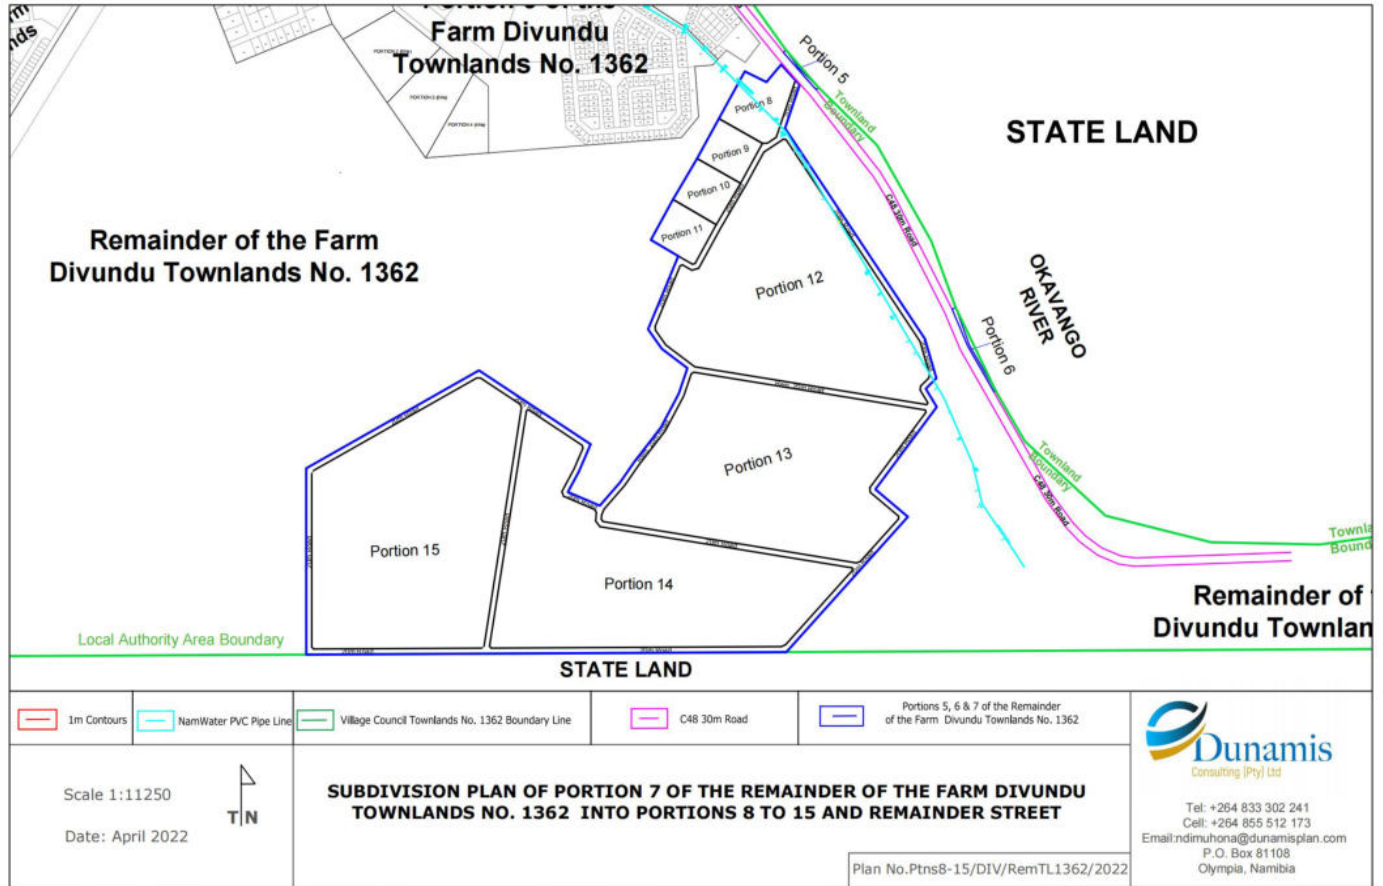 Farm Divundu
Townlands No. 1362
Portion 5
Townland
Boundary
STATE LAND
Portion 8
Portion 9
Portion 10
Portion 11
C48 30m Road
Remainder of the Farm
Divundu Townlands No. 1362
Portion 12
OKAVANGO
RIVER
Portion 6
Portion 13
Townland
Boundary
C48 30m Road
Portion 15
Portion 14
Townla
Bound
Remainder of
Divundu Townlan
Local Authority Area Boundary
STATE LAND
1m Contours
NamWater PVC Pipe Line
Village Council Townlands No. 1362 Boundary Line
C48 30m Road
Portions 5, 6 & 7 of the Remainder
of the Farm Divundu Townlands No. 1362
Scale 1:11250
Date: April 2022
T N
SUBDIVISION PLAN OF PORTION 7 OF THE REMAINDER OF THE FARM DIVUNDU
TOWNLANDS NO. 1362 INTO PORTIONS 8 TO 15 AND REMAINDER STREET
Plan No.Ptns8-15/DIV/RemTL1362/2022
Dunamis
Consulting [Pty] Ltd
Tel: +264 833 302 241
Cell: +264 855 512 173
Email:ndimuhona@dunamisplan.com
P.O. Box 81108
Olympia, Namibia